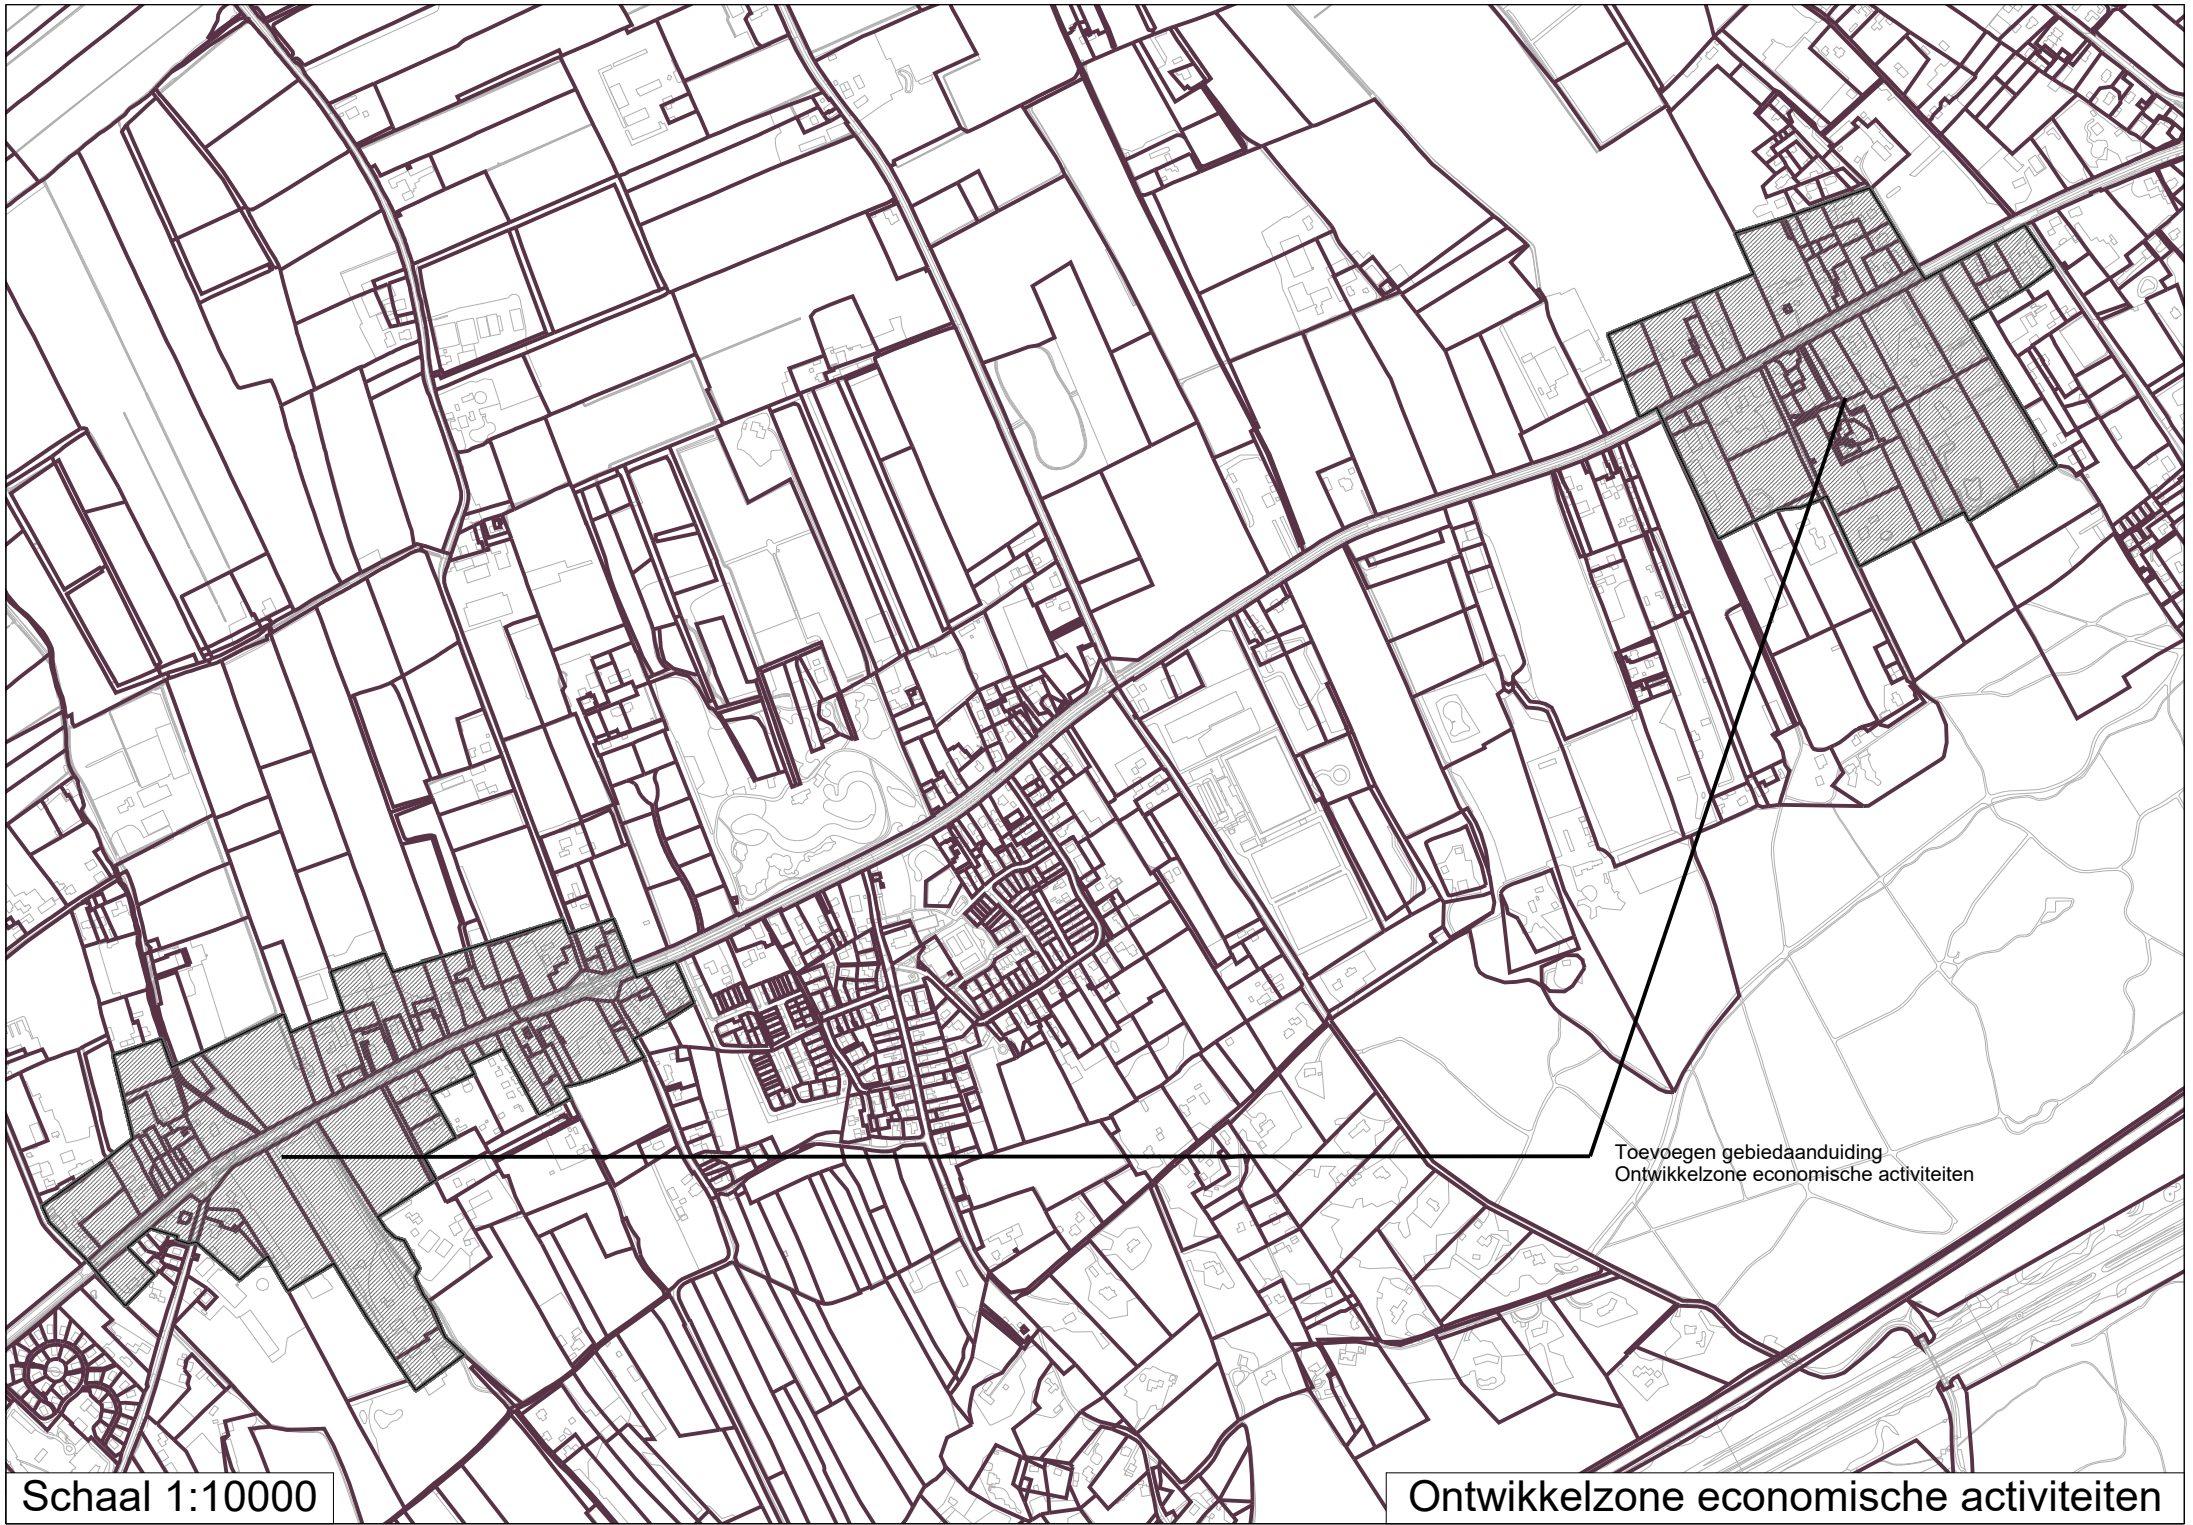 Toevoegen gebiedaanduiding
Ontwikkelzone economische activiteiten
Schaal 1:10000
Ontwikkelzone economische activiteiten